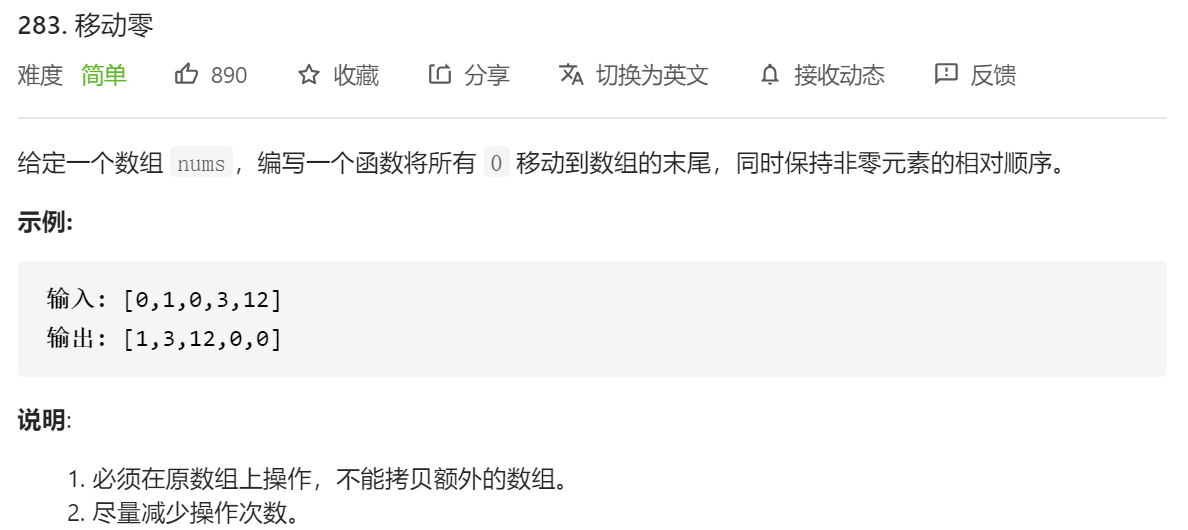 283. 移动零
难度 简单 890 收藏 分享 切换为英文 接收动态 反馈
给定一个数组 nums，编写一个函数将所有 0 移动到数组的末尾，同时保持非零元素的相对顺序。
示例:
输入: [0,1,0,3,12]
输出: [1,3,12,0,0]
说明:
1. 必须在原数组上操作，不能拷贝额外的数组。
2. 尽量减少操作次数。